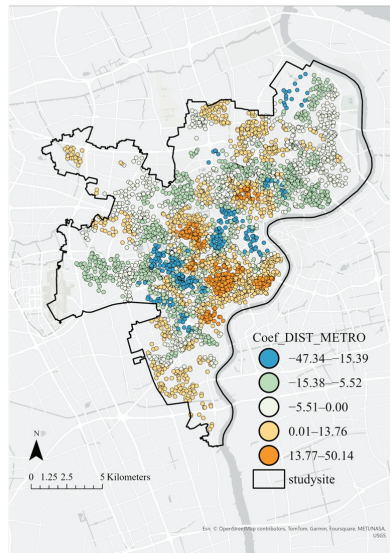 Coef_DIST_METRO
−47.34–−15.39
−15.38–−5.52
−5.51–0.00
0.01–13.76
13.77–50.14
studysite
N
0 1.25 2.5 5 Kilometers
Esri, © OpenStreetMap contributors, TomTom, Garmin, Foursquare, METI/NASA,
USGS